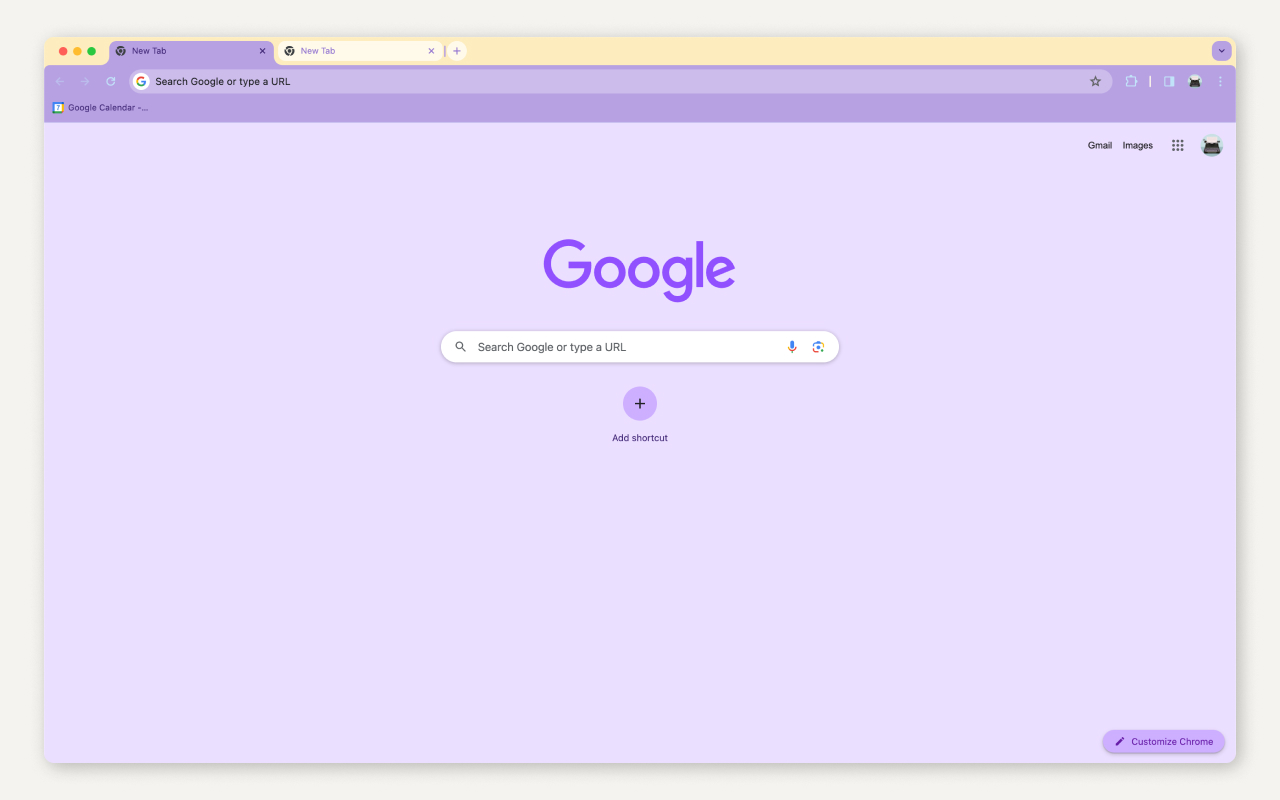 New Tab
New Tab
Search Google or type a URL
7 Google Calendar -...
Gmail Images
Google
Search Google or type a URL
Add shortcut
Customize Chrome